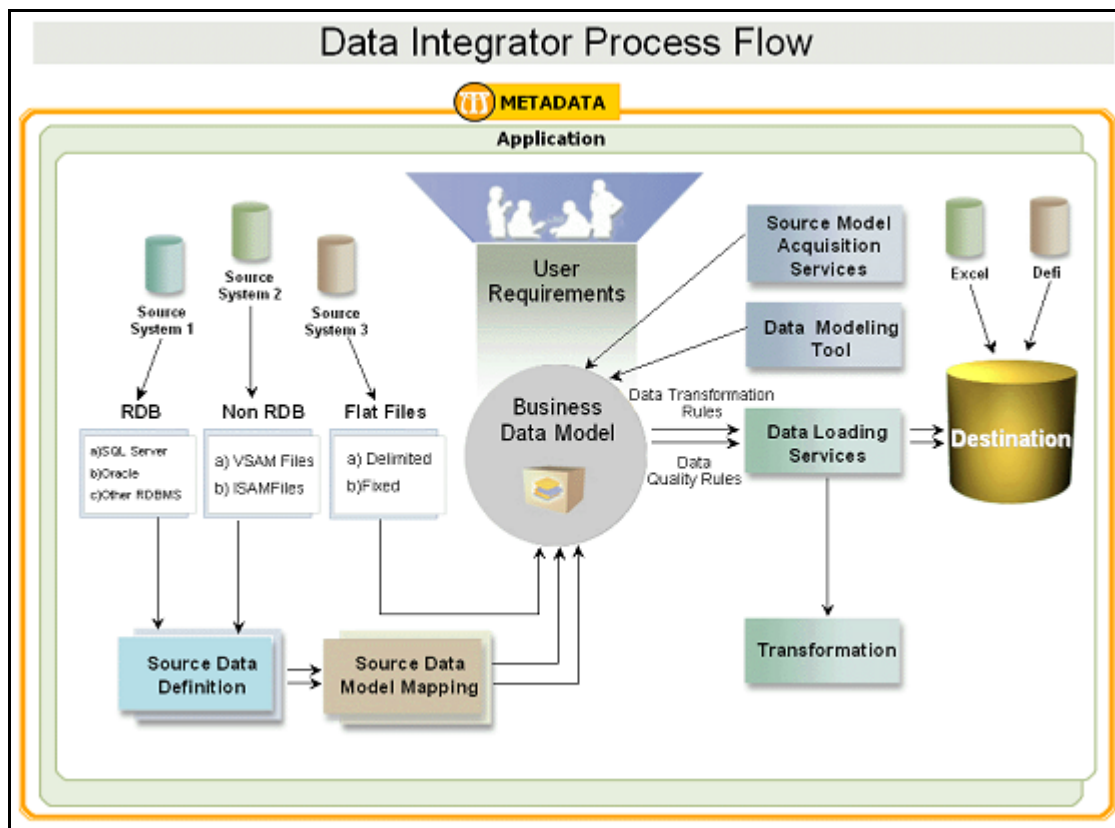 Data Integrator Process Flow
METADATA
Application
Source
System 1
Source
System 2
Source
System 3
User
Requirements
Source Model
Acquisition
Services
Data Modeling
Tool
Excel
Defi
RDB
a)SQL Server
b)Oracle
c)Other RDBMS
Non RDB
a) VSAM Files
b) ISAMFiles
Flat Files
a) Delimited
b)Fixed
Business
Data Model
Data Transformation
Rules
Data
Quality Rules
Data Loading
Services
Destination
Source Data
Definition
Source Data
Model Mapping
Transformation